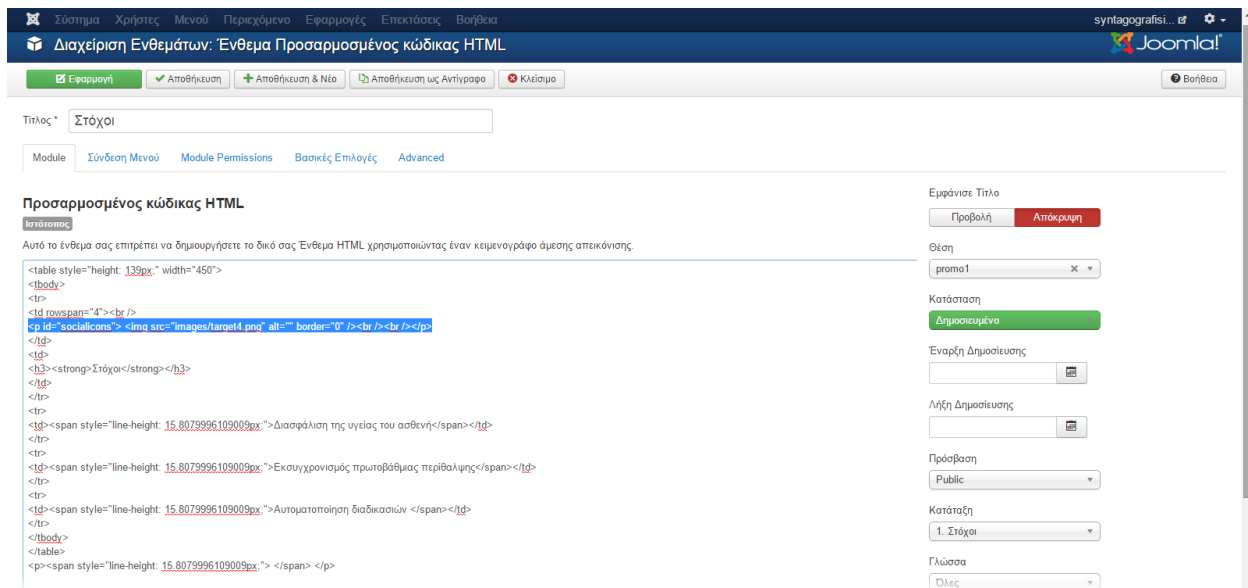 Σύστημα Χρήστες Μενού Περιεχόμενο Εφαρμογές Επεκτάσεις Βοήθεια syntagografisi...
Διαχείριση Ενθεμάτων: Ένθεμα Προσαρμοσμένος κώδικας HTML Joomla!
Εφαρμογή Αποθήκευση Αποθήκευση & Νέο Αποθήκευση ως Αντίγραφο Κλείσιμο Βοήθεια
Τίτλος * Στόχοι
Module Σύνδεση Μενού Module Permissions Βασικές Επιλογές Advanced
Προσαρμοσμένος κώδικας HTML
Ιστότοπος
Αυτό το ένθεμα σας επιτρέπει να δημιουργήσετε το δικό σας Ένθεμα HTML χρησιμοποιώντας έναν κειμενογράφο άμεσης απεικόνισης.
<table style="height: 139px;" width="450">
<tbody>
<tr>
<td rowspan="4"><br />
<p id="socialicons"> <img src="images/target4.png" alt="" border="0" /><br /><br /></p>
</td>
<td>
<h3><strong>Στόχοι</strong></h3>
</td>
</tr>
<tr>
<td><span style="line-height: 15.8079996109009px;">Διασφάλιση της υγείας του ασθενή</span></td>
</tr>
<tr>
<td><span style="line-height: 15.8079996109009px;">Εκσυγχρονισμός πρωτοβάθμιας περίθαλψης</span></td>
</tr>
<tr>
<td><span style="line-height: 15.8079996109009px;">Αυτοματοποίηση διαδικασιών </span></td>
</tr>
</tbody>
</table>
<p><span style="line-height: 15.8079996109009px;"> </span> </p>
Εμφάνισε Τίτλο
Προβολή Απόκρυψη
Θέση
promo1
Κατάσταση
Δημοσιευμένο
Έναρξη Δημοσίευσης
Λήξη Δημοσίευσης
Πρόσβαση
Public
Κατάταξη
1. Στόχοι
Γλώσσα
Όλες